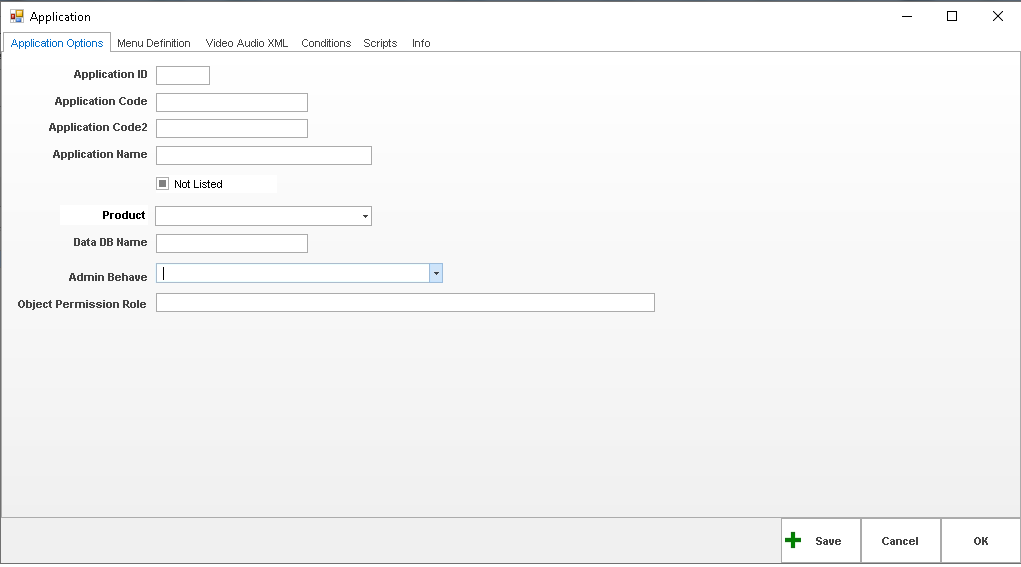 Application
Application Options Menu Definition Video Audio XML Conditions Scripts Info
Application ID
Application Code
Application Code2
Application Name
Not Listed
Product
Data DB Name
Admin Behave
Object Permission Role
Save Cancel OK